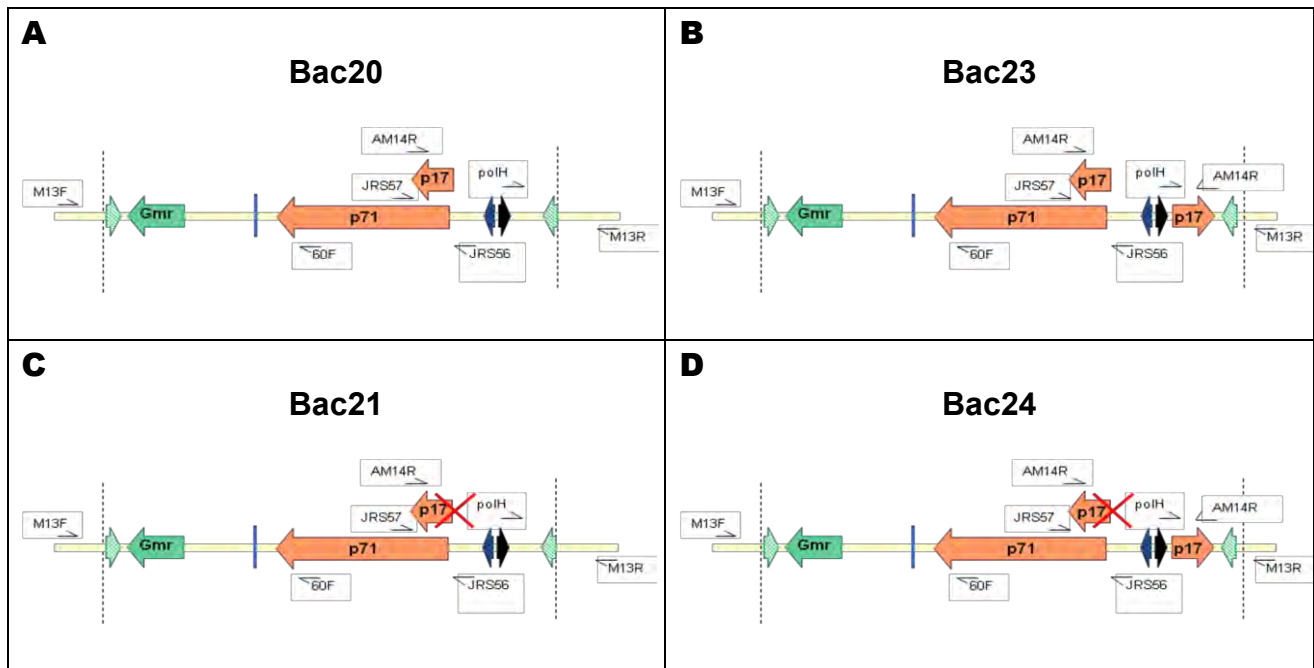 A
Bac20
AM14R
polH
p17
M13F
JRS57
Gmr
p71
M13R
60F
JRS56
B
Bac23
AM14R
polH
AM14R
p17
M13F
JRS57
Gmr
p71
p17
M13R
60F
JRS56
C
Bac21
AM14R
polH
p17
M13F
JRS57
Gmr
p71
M13R
60F
JRS56
D
Bac24
AM14R
polH
AM14R
p17
M13F
JRS57
Gmr
p71
p17
M13R
60F
JRS56